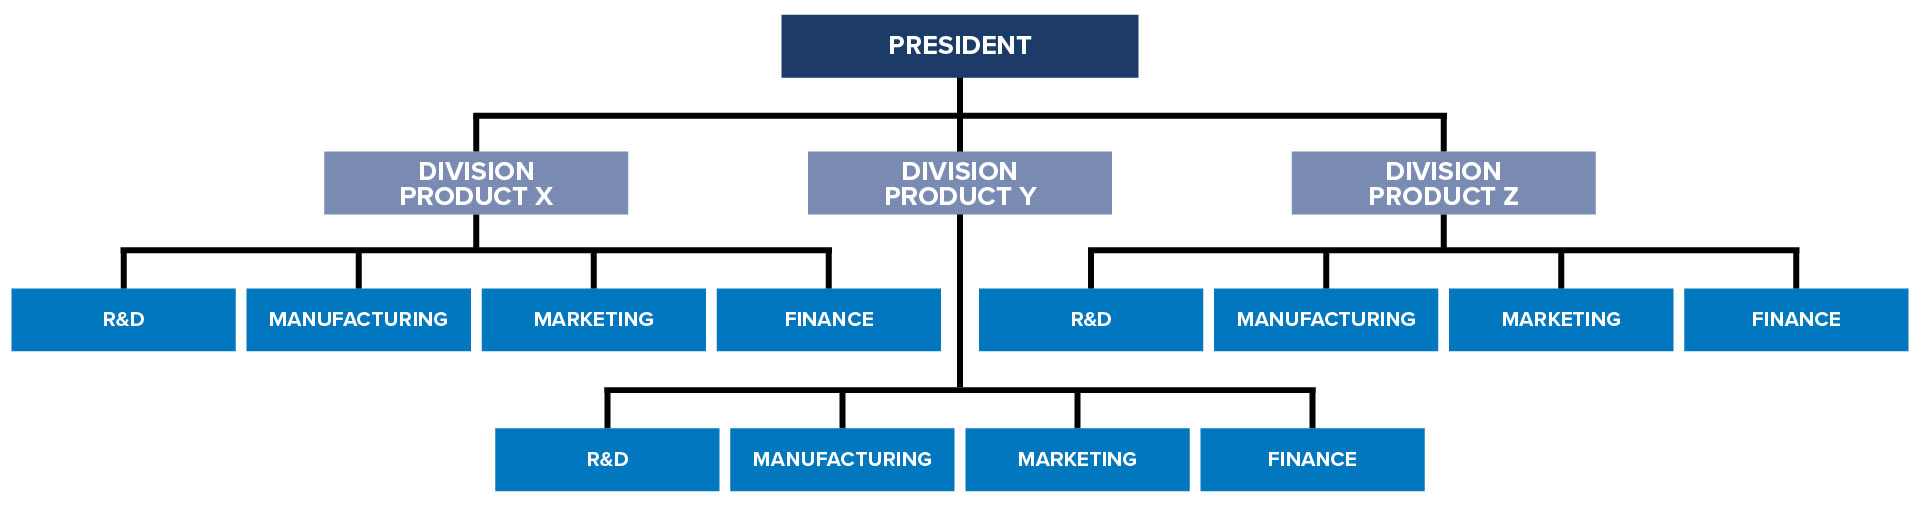 PRESIDENT
DIVISION
PRODUCT X
DIVISION
PRODUCT Y
DIVISION
PRODUCT Z
R&D
MANUFACTURING
MARKETING
FINANCE
R&D
MANUFACTURING
MARKETING
FINANCE
R&D
MANUFACTURING
MARKETING
FINANCE